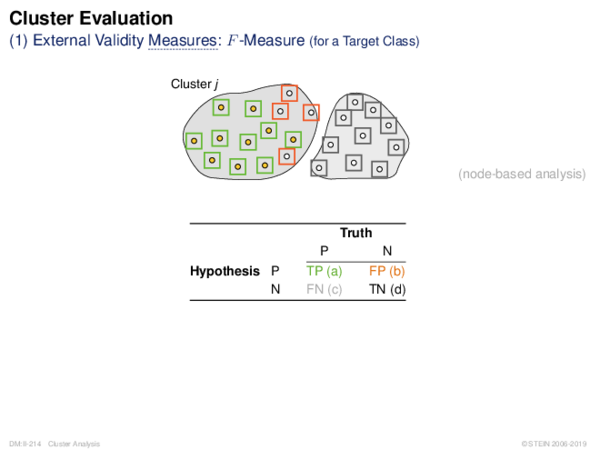 Cluster Evaluation
(1) External Validity Measures: F-Measure (for a Target Class)
Cluster j
(node-based analysis)
Truth
P N
Hypothesis P TP (a) FP (b)
N FN (c) TN (d)
DM:II-214 Cluster Analysis © STEIN 2006-2019